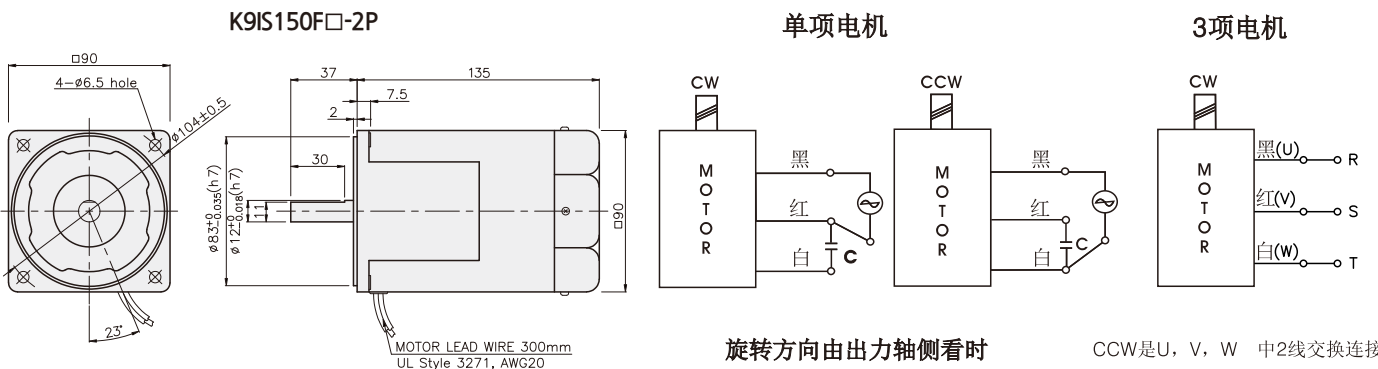 K9IS150F□-2P
□90
4-ø6.5 hole
ø104±0.5
23°
37
135
7.5
2
30
ø83±0 -0.035(h7)
ø12±0 -0.018(h7)
11
□90
MOTOR LEAD WIRE 300mm
UL Style 3271, AWG20
单项电机
CW
MOTOR
黑
红
白
C
CCW
MOTOR
黑
红
白
C
旋转方向由出力轴侧看时
3项电机
CW
MOTOR
黑(U)
R
红(V)
S
白(W)
T
CCW是U，V，W 中2线交换连接